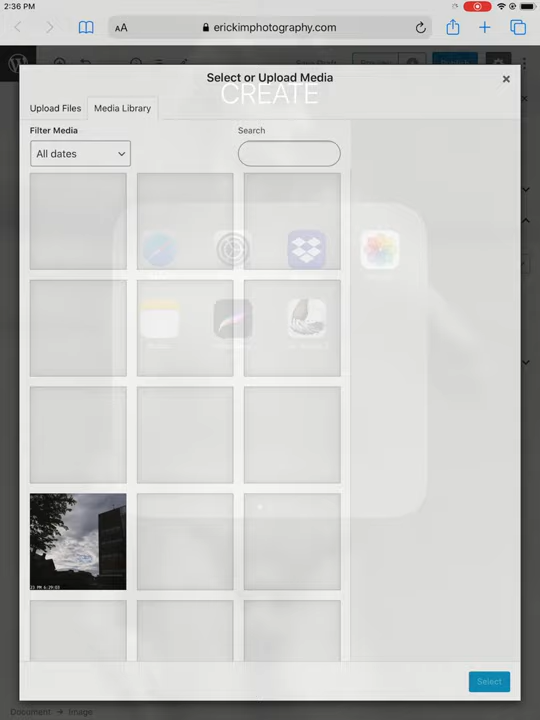 2:36 PM
AA erickimphotography.com
Select or Upload Media
CREATE
Upload Files Media Library
Filter Media Search
All dates
Select
Document → Image